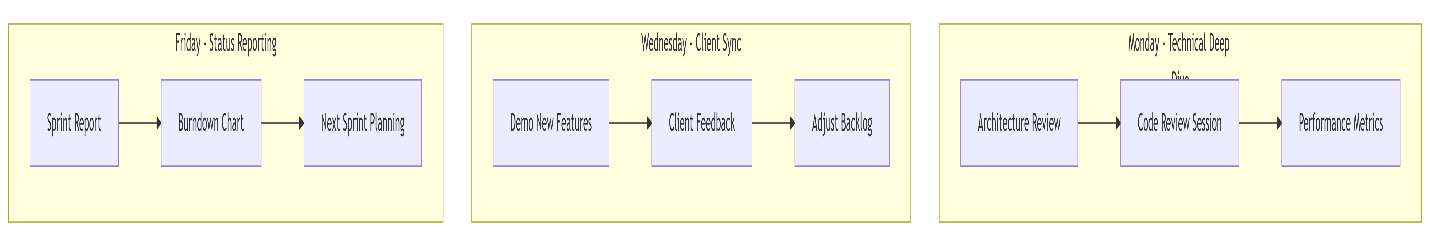 Friday - Status Reporting
Sprint Report
Burndown Chart
Next Sprint Planning
Wednesday - Client Sync
Demo New Features
Client Feedback
Adjust Backlog
Monday - Technical Deep
Dive
Architecture Review
Code Review Session
Performance Metrics